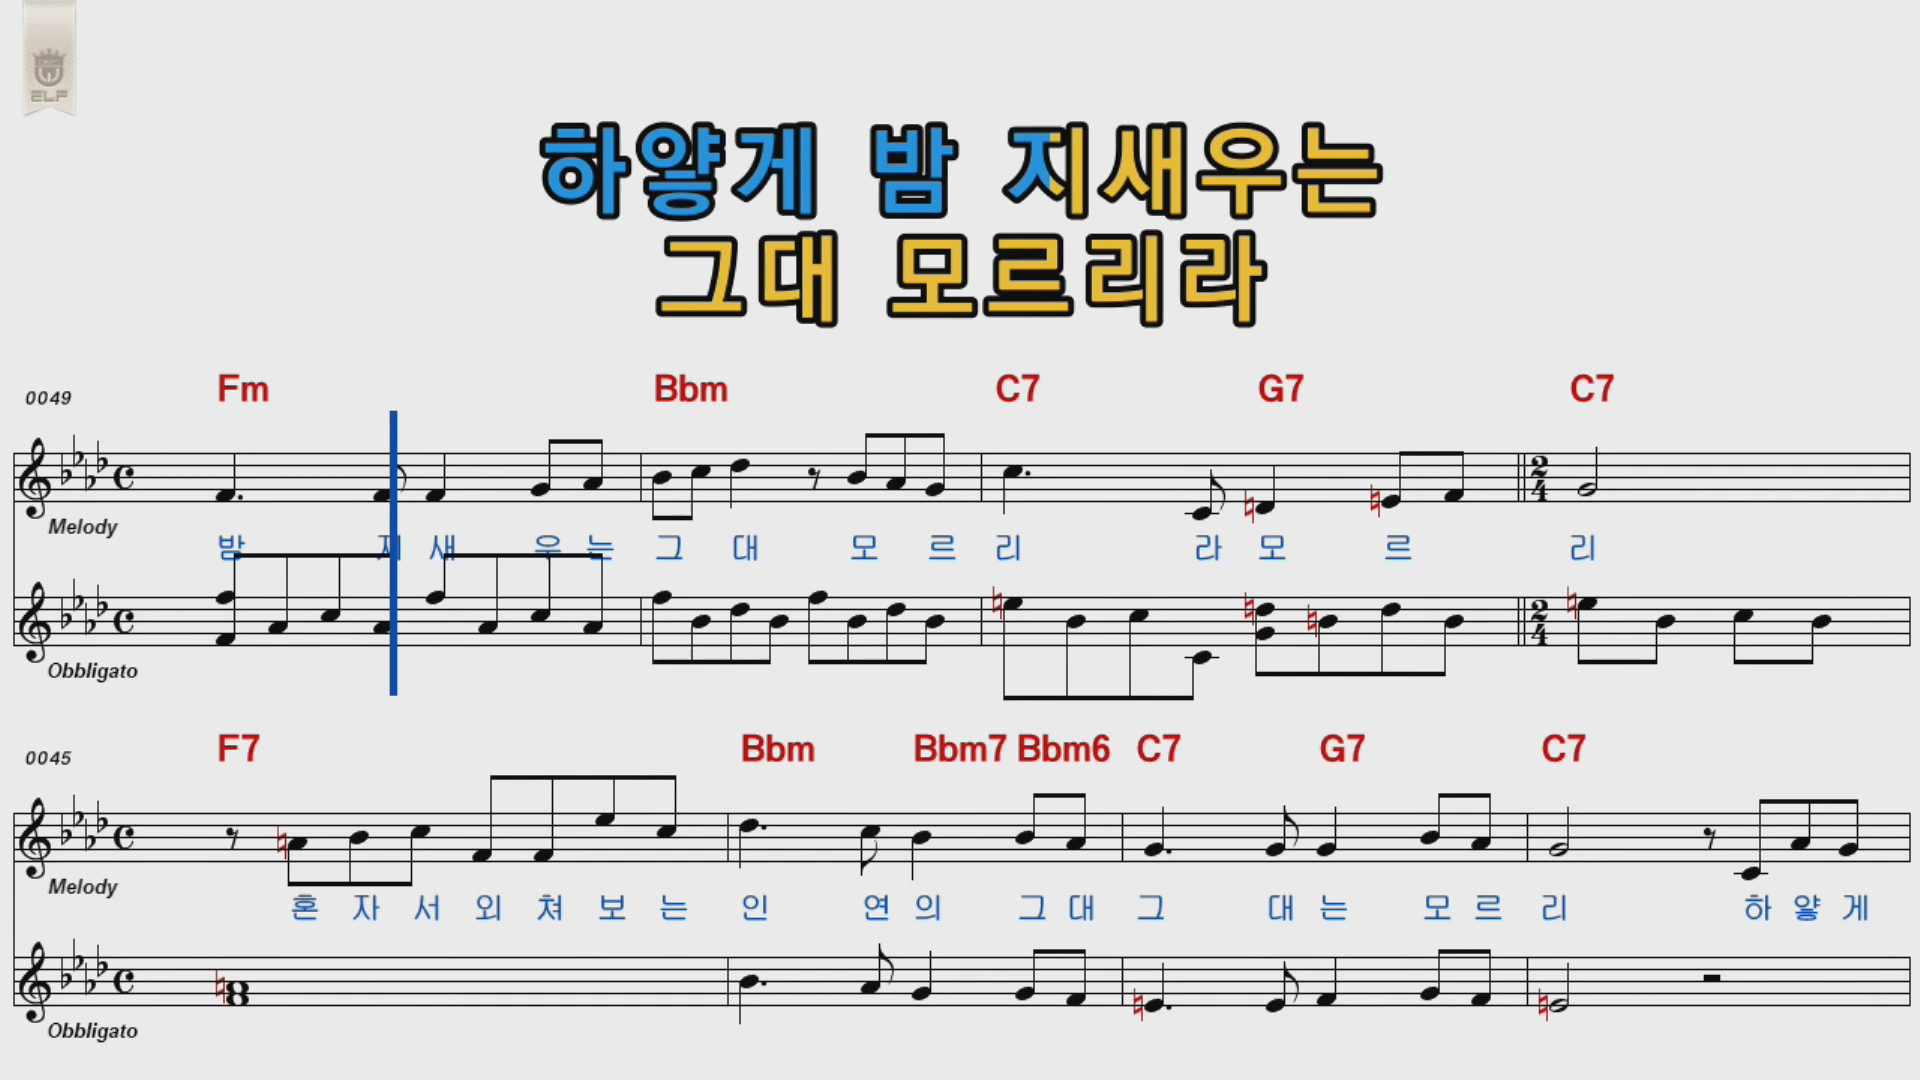 ELF
하얗게 밤 지새우는
그대 모르리라
0049
Fm Bbm C7 G7 C7
Melody
밤 지 새 우 는 그 대 모 르 리 라 모 르 리
Obbligato
0045
F7 Bbm Bbm7 Bbm6 C7 G7 C7
Melody
혼 자 서 외 쳐 보 는 인 연 의 그 대 그 대 는 모 르 리 하 얗 게
Obbligato